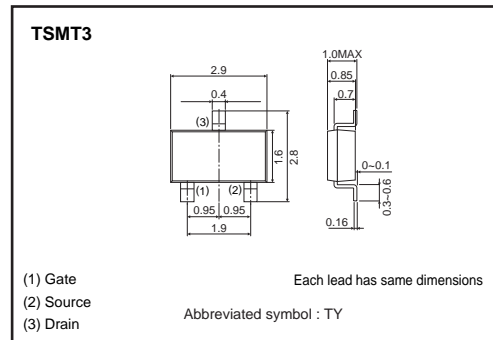 TSMT3
1.0MAX
2.9
0.85
0.4
0.7
(3)
1.6
2.8
0~0.1
(1)
(2)
0.3~0.6
0.95
0.95
0.16
1.9
(1) Gate
Each lead has same dimensions
(2) Source
Abbreviated symbol : TY
(3) Drain